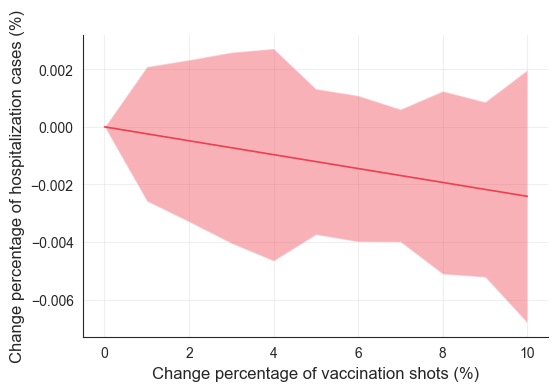 Change percentage of hospitalization cases (%)
0.002
0.000
−0.002
−0.004
−0.006
0 2 4 6 8 10
Change percentage of vaccination shots (%)